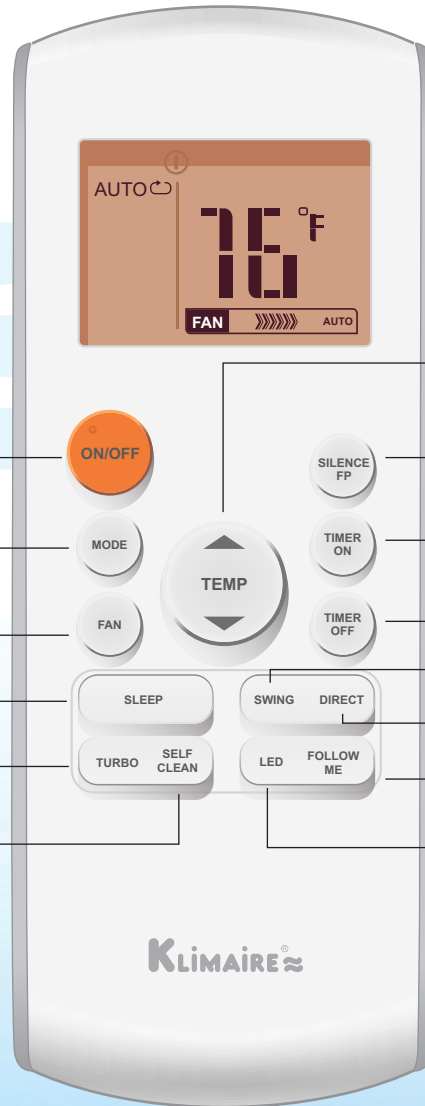 AUTO
76°F
FAN AUTO
ON/OFF
SILENCE
FP
MODE
TIMER
ON
TEMP
FAN
TIMER
OFF
SLEEP
SWING DIRECT
TURBO
SELF
CLEAN
LED
FOLLOW
ME
KLiMAiRE®